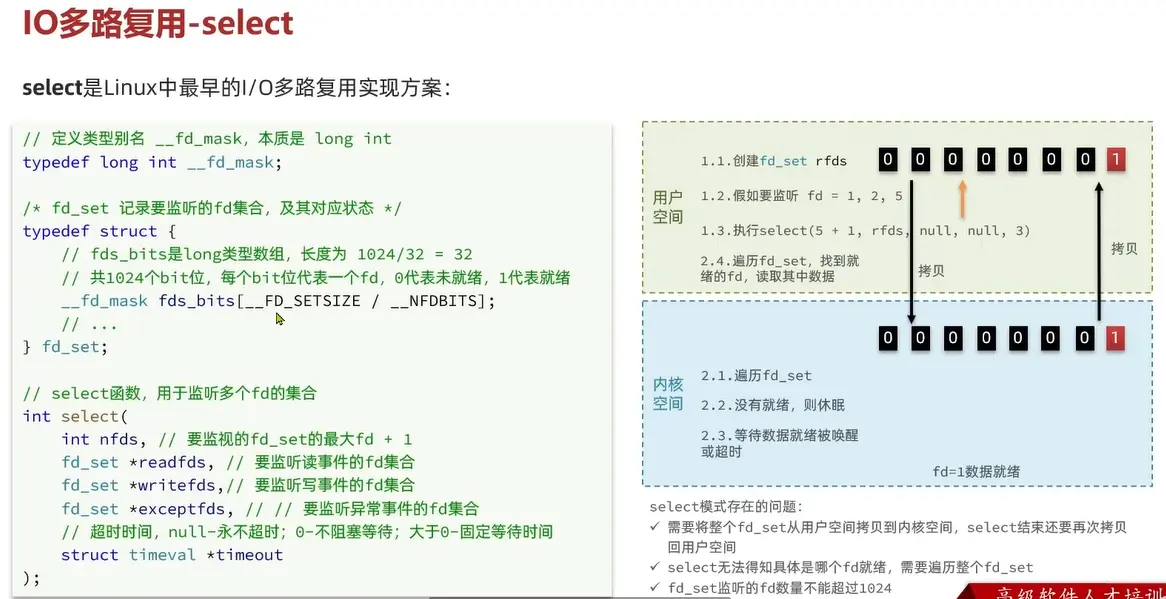 IO多路复用-select
select是Linux中最早的I/O多路复用实现方案：
// 定义类型别名 __fd_mask，本质是 long int
typedef long int __fd_mask;
/* fd_set 记录要监听的fd集合，及其对应状态 */
typedef struct {
// fds_bits是long类型数组，长度为 1024/32 = 32
// 共1024个bit位，每个bit位代表一个fd，0代表未就绪，1代表就绪
__fd_mask fds_bits[__FD_SETSIZE / __NFDBITS];
// ...
} fd_set;
// select函数，用于监听多个fd的集合
int select(
int nfds, // 要监视的fd_set的最大fd + 1
fd_set *readfds, // 要监听读事件的fd集合
fd_set *writefds,// 要监听写事件的fd集合
fd_set *exceptfds, // // 要监听异常事件的fd集合
// 超时时间，null-永不超时；0-不阻塞等待；大于0-固定等待时间
struct timeval *timeout
);
用户
空间
1.1.创建fd_set rfds
0 0 0 0 0 0 0 1
1.2.假如要监听 fd = 1, 2, 5
1.3.执行select(5 + 1, rfds, null, null, 3)
2.4.遍历fd_set，找到就
绪的fd，读取其中数据
拷贝
拷贝
0 0 0 0 0 0 0 1
内核
空间
2.1.遍历fd_set
2.2.没有就绪，则休眠
2.3.等待数据就绪被唤醒
或超时
fd=1数据就绪
select模式存在的问题：
✓ 需要将整个fd_set从用户空间拷贝到内核空间，select结束还要再次拷贝
回用户空间
✓ select无法得知具体是哪个fd就绪，需要遍历整个fd_set
✓ fd_set监听的fd数量不能超过1024
高级软件人才培训